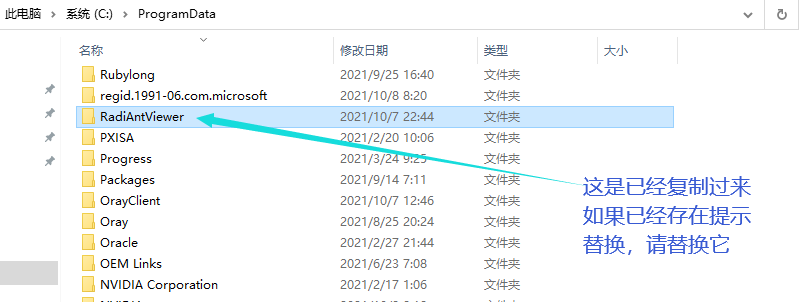 此电脑 › 系统 (C:) › ProgramData
名称 修改日期 类型 大小
Rubylong 2021/9/25 16:40 文件夹
regid.1991-06.com.microsoft 2021/10/8 8:20 文件夹
RadiAntViewer 2021/10/7 22:44 文件夹
PXISA 2021/2/20 10:06 文件夹
Progress 2021/3/24 9:25 文件夹
Packages 2021/9/14 7:11 文件夹
OrayClient 2021/10/7 12:46 文件夹
Oray 2021/8/25 20:24 文件夹
Oracle 2021/2/27 21:44 文件夹
OEM Links 2021/6/23 7:08 文件夹
NVIDIA Corporation 2021/2/17 1:06 文件夹
这是已经复制过来
如果已经存在提示
替换，请替换它